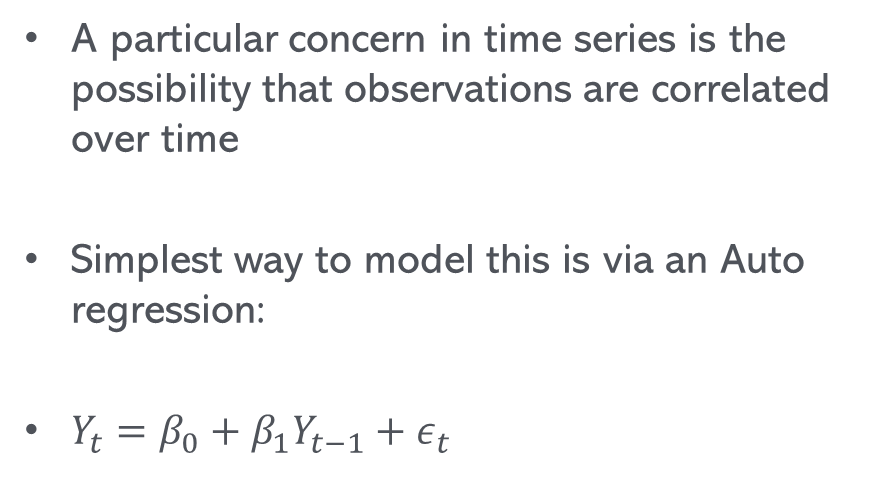 • A particular concern in time series is the
possibility that observations are correlated
over time
• Simplest way to model this is via an Auto
regression:
• Yₜ = β₀ + β₁Yₜ₋₁ + ϵₜ